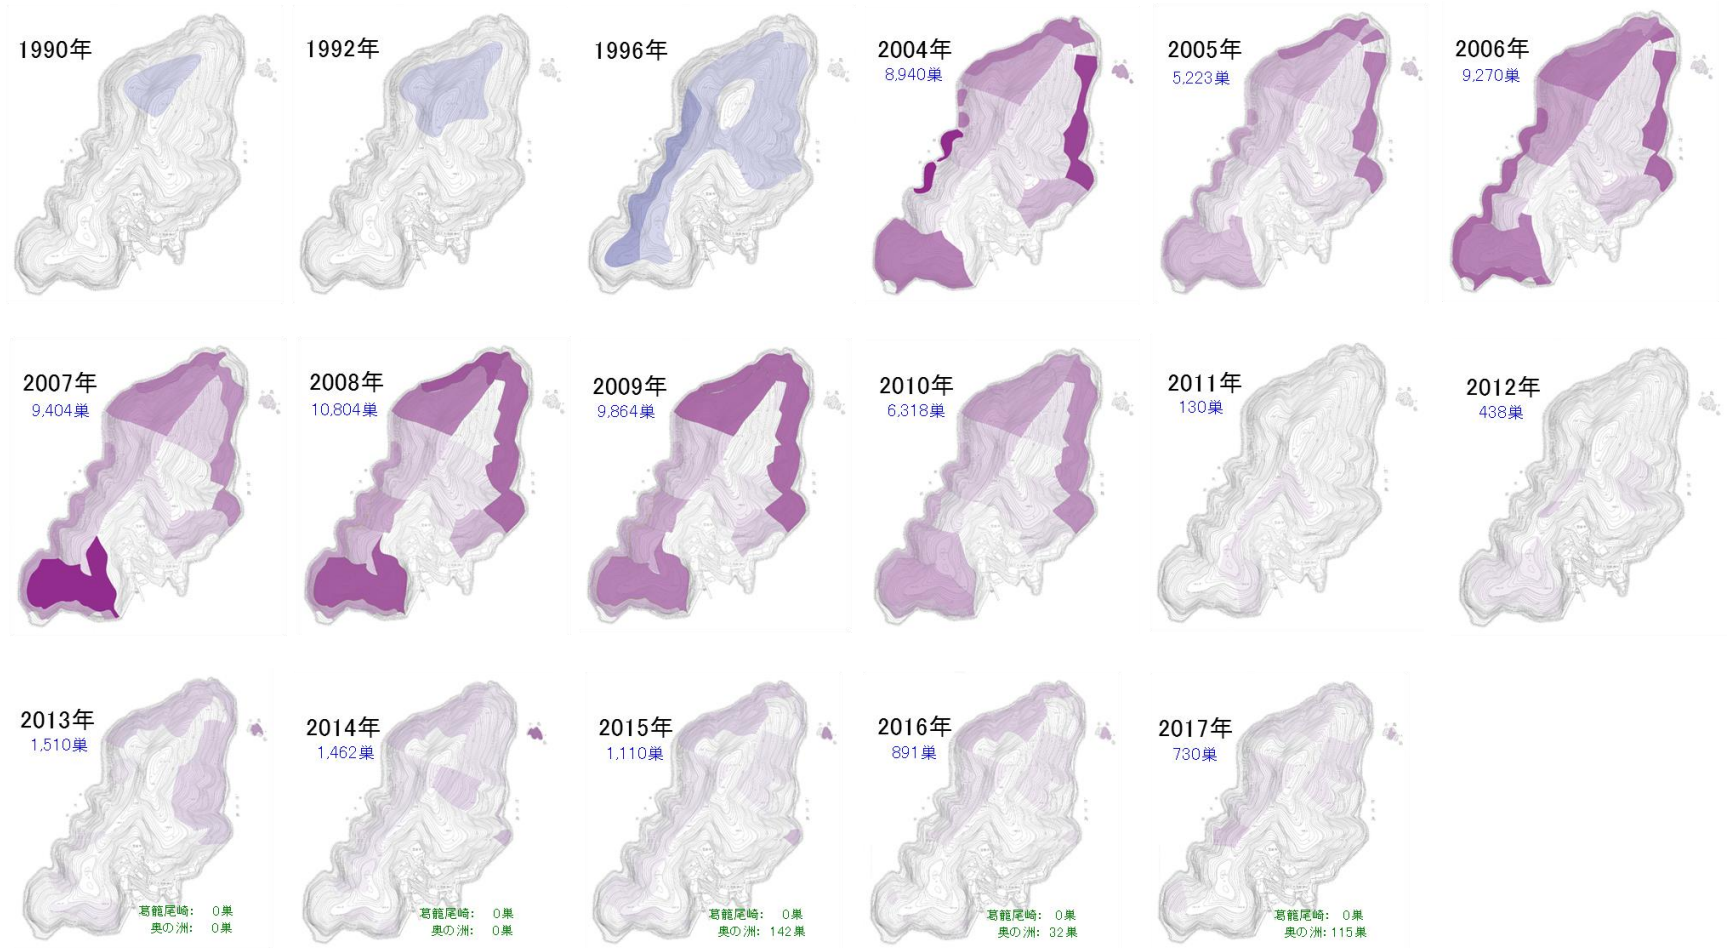 1990年
1992年
1996年
2004年
8,940巣
2005年
5,223巣
2006年
9,270巣
2007年
9,404巣
2008年
10,804巣
2009年
9,864巣
2010年
6,318巣
2011年
130巣
2012年
438巣
2013年
1,510巣
葛籠尾崎: 0巣
奥の洲: 0巣
2014年
1,462巣
葛籠尾崎: 0巣
奥の洲: 0巣
2015年
1,110巣
葛籠尾崎: 0巣
奥の洲: 142巣
2016年
891巣
葛籠尾崎: 0巣
奥の洲: 32巣
2017年
730巣
葛籠尾崎: 0巣
奥の洲: 115巣